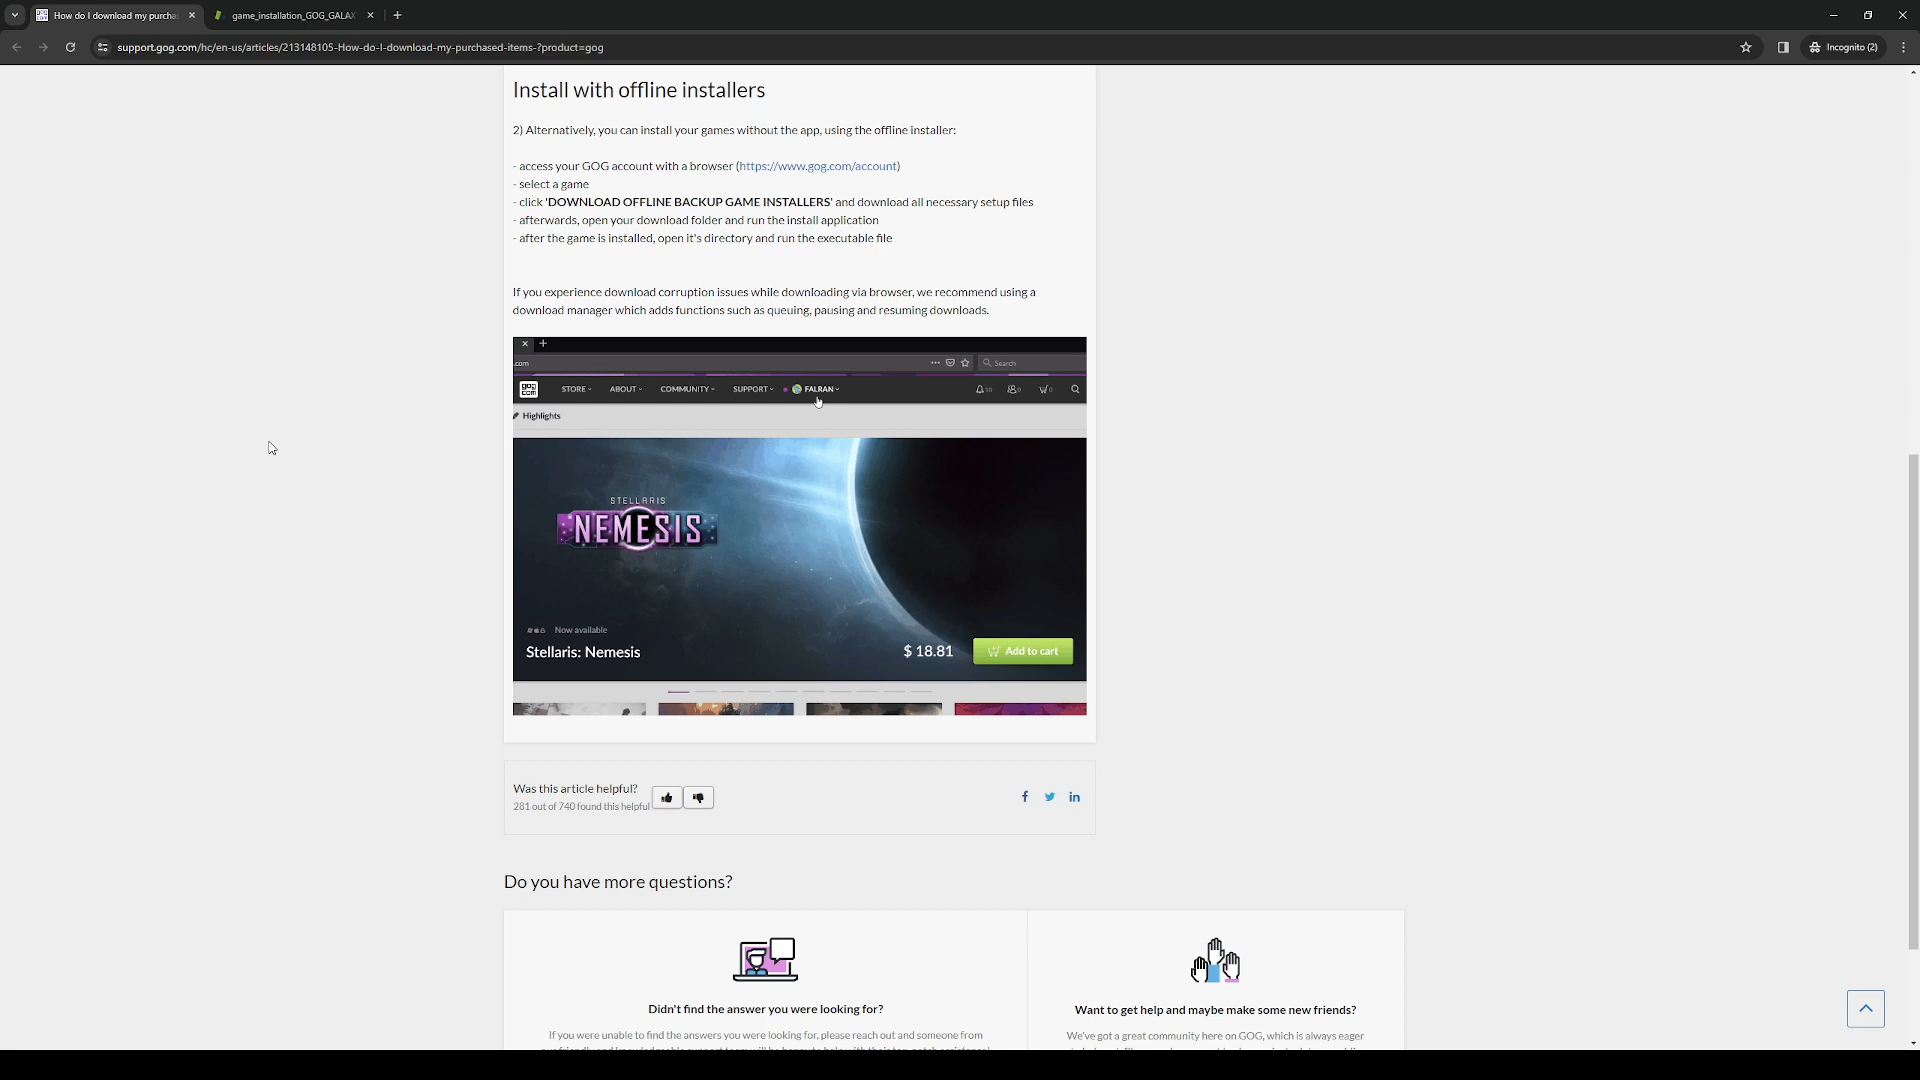 How do I download my purcha
game_installation_GOG_GALAX
support.gog.com/hc/en-us/articles/213148105-How-do-I-download-my-purchased-items-?product=gog
Incognito (2)
Install with offline installers
2) Alternatively, you can install your games without the app, using the offline installer:
- access your GOG account with a browser (https://www.gog.com/account)
- select a game
- click 'DOWNLOAD OFFLINE BACKUP GAME INSTALLERS' and download all necessary setup files
- afterwards, open your download folder and run the install application
- after the game is installed, open it's directory and run the executable file
If you experience download corruption issues while downloading via browser, we recommend using a
download manager which adds functions such as queuing, pausing and resuming downloads.
.com
Search
GOG COM
STORE
ABOUT
COMMUNITY
SUPPORT
FALRAN
Highlights
STELLARIS
NEMESIS
Now available
Stellaris: Nemesis
$ 18.81
Add to cart
Was this article helpful?
281 out of 740 found this helpful
Do you have more questions?
Didn't find the answer you were looking for?
If you were unable to find the answers you were looking for, please reach out and someone from
Want to get help and maybe make some new friends?
We've got a great community here on GOG, which is always eager